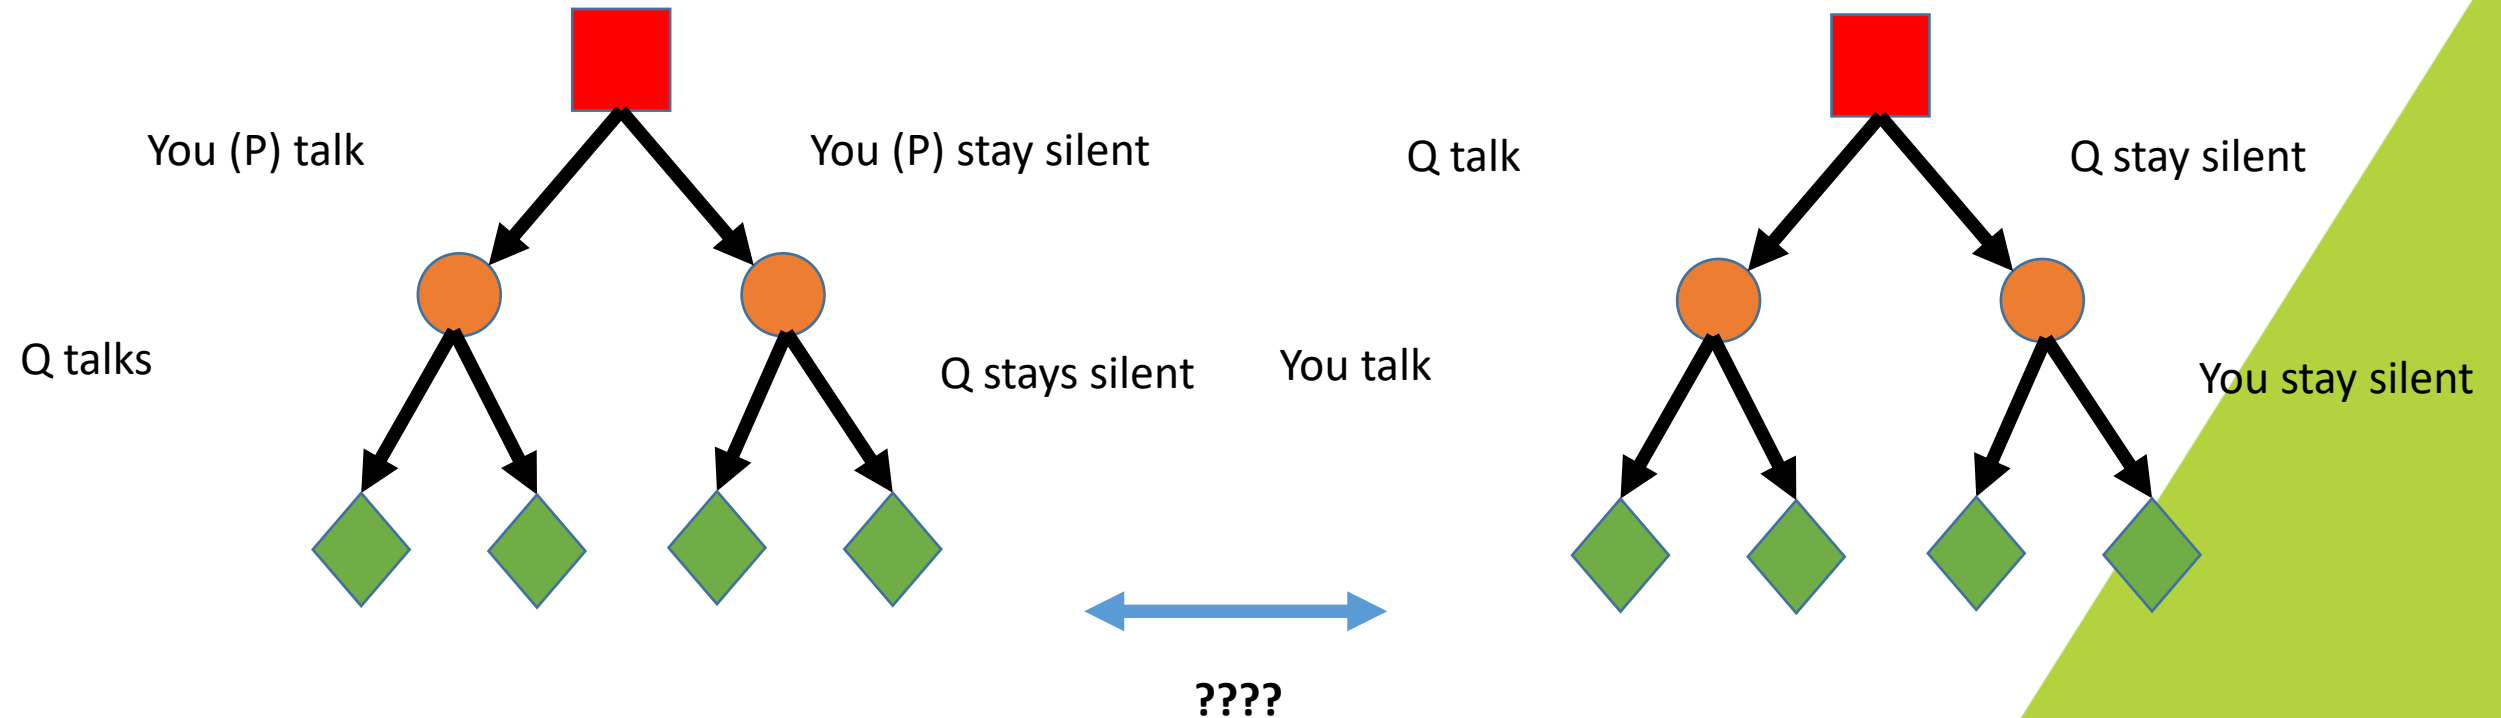 You (P) talk
You (P) stay silent
Q talk
Q stay silent
Q talks
Q stays silent
You talk
You stay silent
????